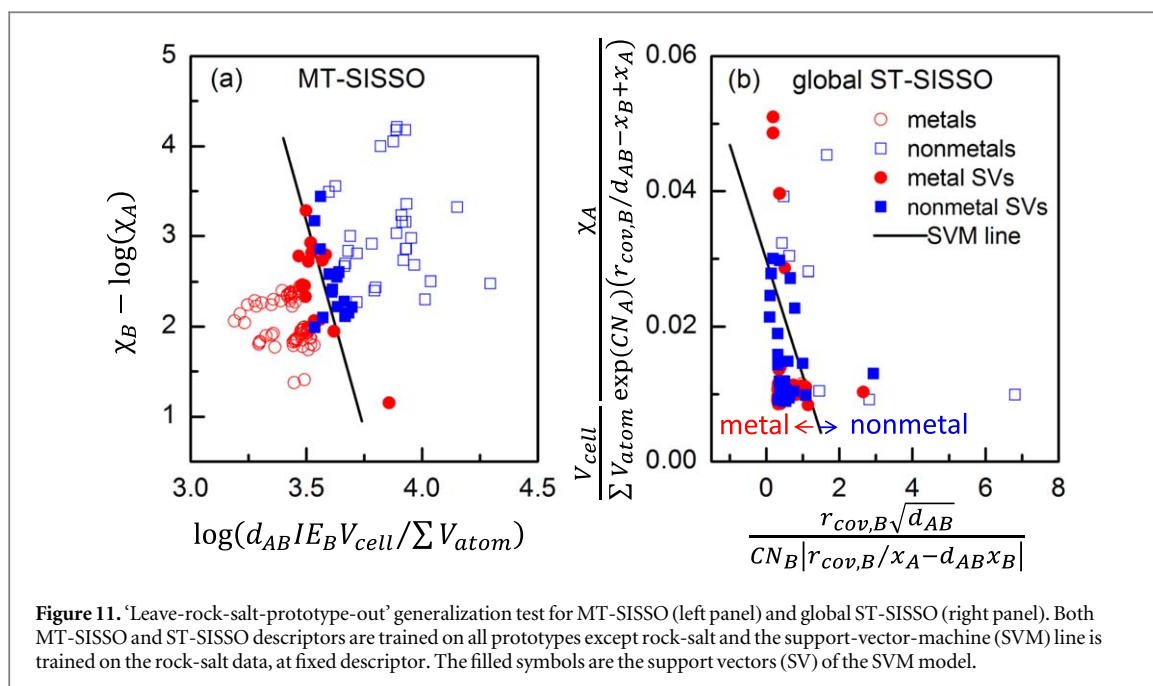 (a) MT-SISSO
5
4
3
2
1
3.0 3.5 4.0 4.5
χ_B − log(χ_A)
log(d_AB IE_B V_cell/∑ V_atom)
(b) global ST-SISSO
metals
nonmetals
metal SVs
nonmetal SVs
SVM line
metal ← → nonmetal
0.06
0.04
0.02
0.00
0 2 4 6 8
V_cell χ_A
∑ V_atom exp(CN_A)(r_cov,B/d_AB−x_B+x_A)
r_cov,B√d_AB
CN_B|r_cov,B/x_A−d_AB x_B|
Figure 11. ‘Leave-rock-salt-prototype-out’ generalization test for MT-SISSO (left panel) and global ST-SISSO (right panel). Both
MT-SISSO and ST-SISSO descriptors are trained on all prototypes except rock-salt and the support-vector-machine (SVM) line is
trained on the rock-salt data, at fixed descriptor. The filled symbols are the support vectors (SV) of the SVM model.